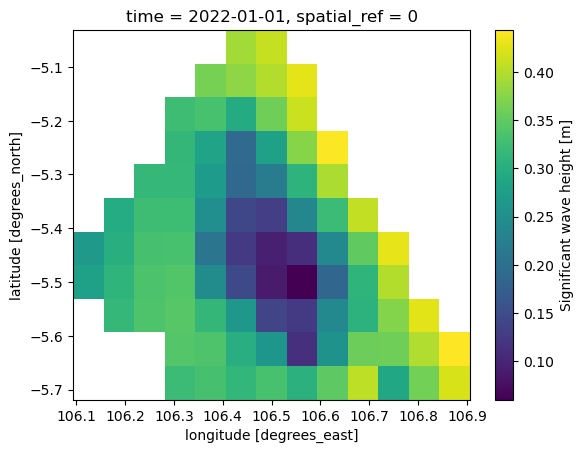 time = 2022-01-01, spatial_ref = 0
−5.1
−5.2
−5.3
−5.4
−5.5
−5.6
−5.7
latitude [degrees_north]
106.1 106.2 106.3 106.4 106.5 106.6 106.7 106.8 106.9
longitude [degrees_east]
0.40
0.35
0.30
0.25
0.20
0.15
0.10
Significant wave height [m]